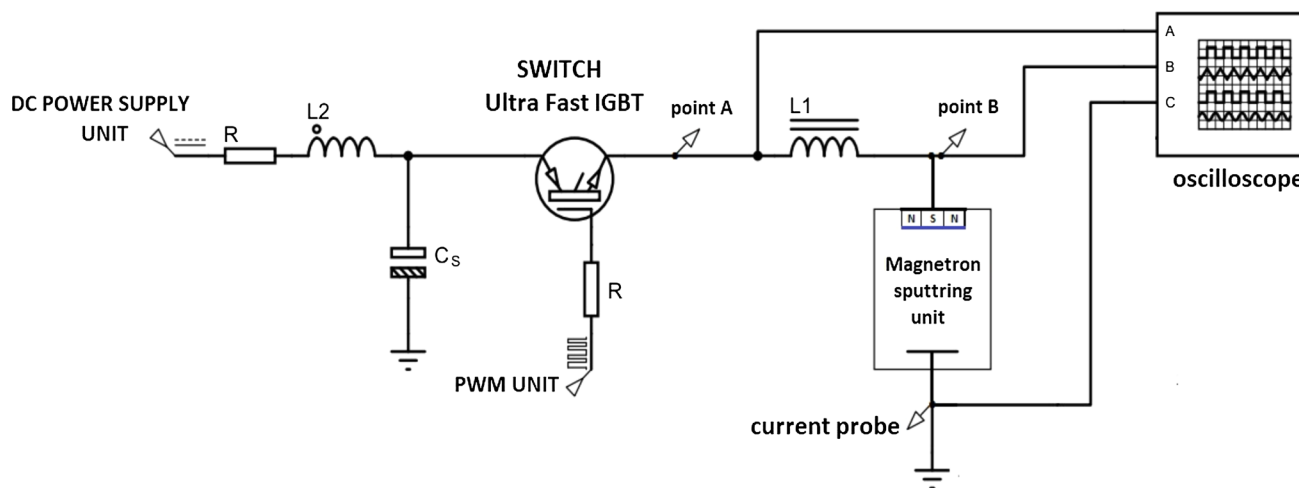 DC POWER SUPPLY
UNIT
R
L2
SWITCH
Ultra Fast IGBT
point A
L1
point B
A
B
C
oscilloscope
CS
R
PWM UNIT
N S N
Magnetron
sputtring
unit
current probe